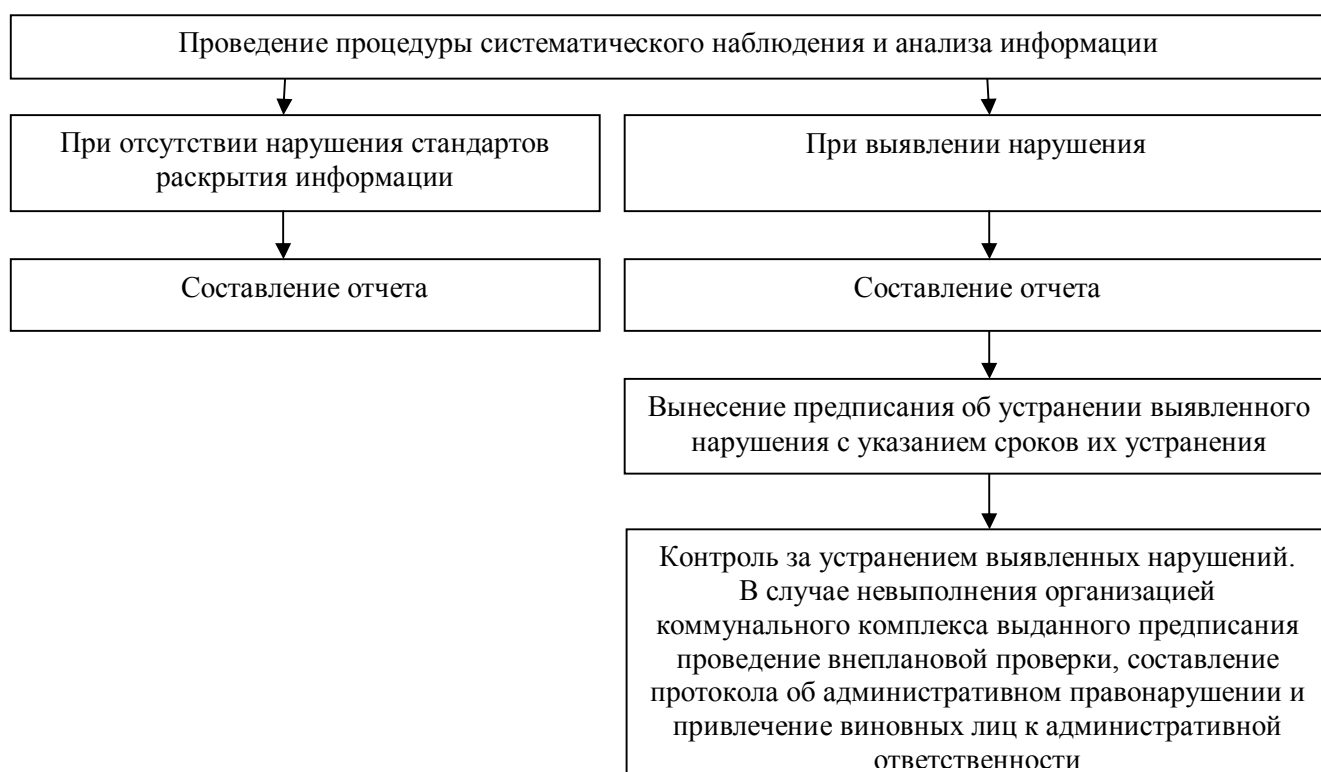 Проведение процедуры систематического наблюдения и анализа информации
При отсутствии нарушения стандартов
раскрытия информации
При выявлении нарушения
Составление отчета
Составление отчета
Вынесение предписания об устранении выявленного
нарушения с указанием сроков их устранения
Контроль за устранением выявленных нарушений.
В случае невыполнения организацией
коммунального комплекса выданного предписания
проведение внеплановой проверки, составление
протокола об административном правонарушении и
привлечение виновных лиц к административной
ответственности